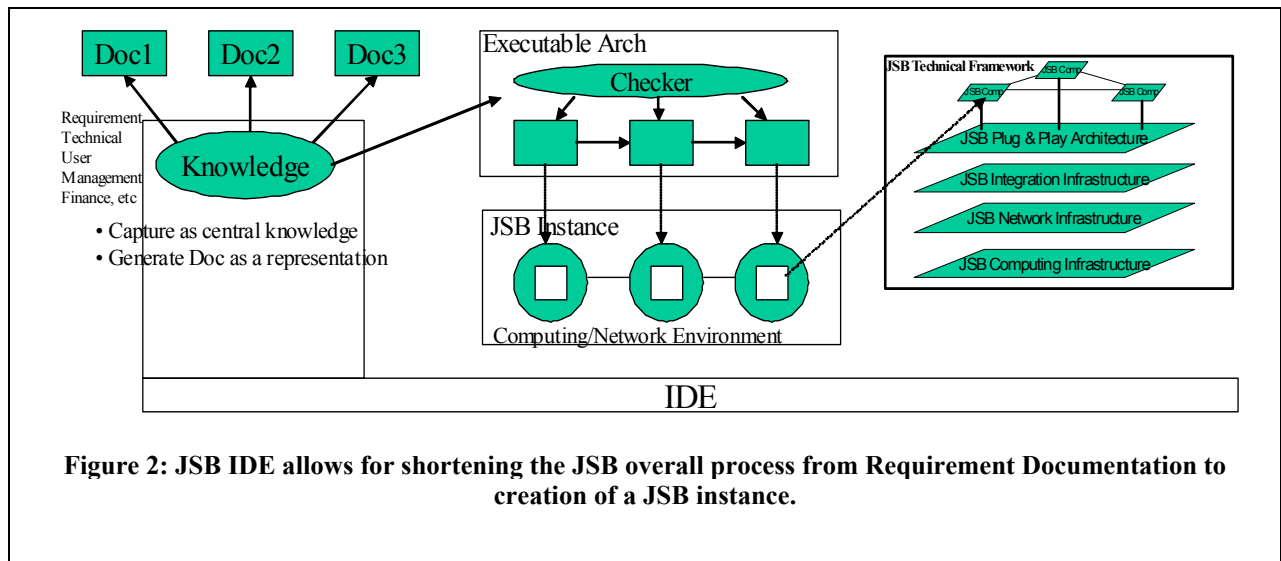 Doc1
Doc2
Doc3
Requirement
Technical
User
Management
Finance, etc
Knowledge
• Capture as central knowledge
• Generate Doc as a representation
Executable Arch
Checker
JSB Instance
Computing/Network Environment
JSB Technical Framework
JSB Comp
JSB Comp
JSB Comp
JSB Plug & Play Architecture
JSB Integration Infrastructure
JSB Network Infrastructure
JSB Computing Infrastructure
IDE
Figure 2: JSB IDE allows for shortening the JSB overall process from Requirement Documentation to
creation of a JSB instance.